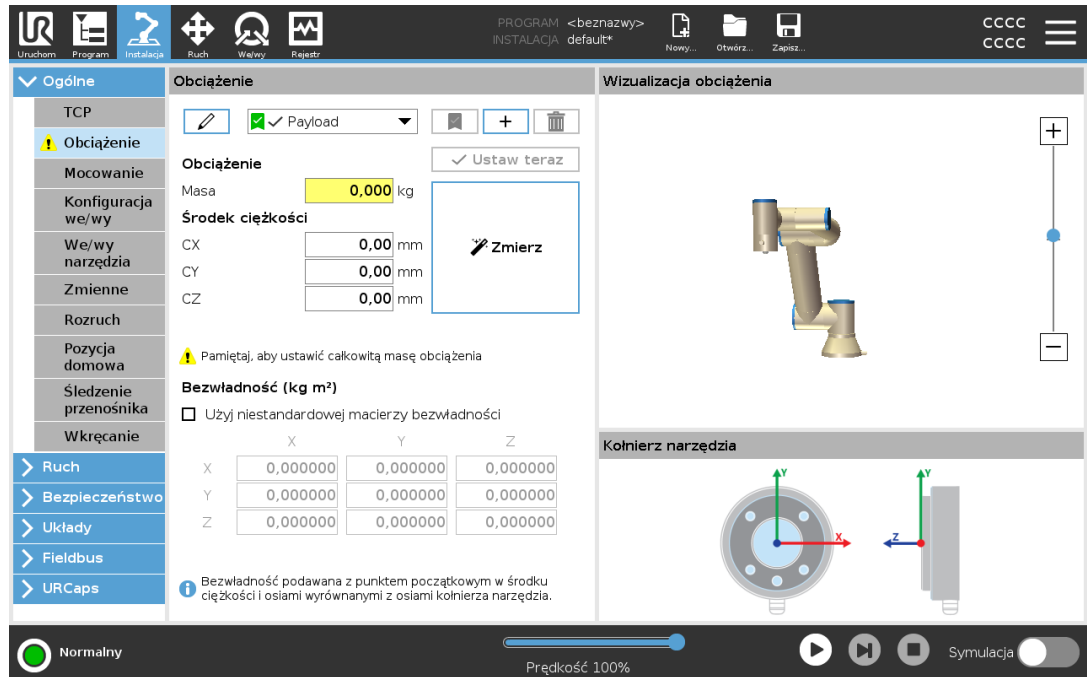 PROGRAM <beznazwy>
INSTALACJA default*
CCCC
CCCC
Uruchom Program Instalacja Ruch We/wy Rejestr Nowy... Otwórz... Zapisz...
Ogólne
TCP
Obciążenie
Mocowanie
Konfiguracja
we/wy
We/wy
narzędzia
Zmienne
Rozruch
Pozycja
domowa
Śledzenie
przenośnika
Wkręcanie
Ruch
Bezpieczeństwo
Układy
Fieldbus
URCaps
Obciążenie
Payload
Ustaw teraz
Obciążenie
Masa 0,000 kg
Środek ciężkości
CX 0,00 mm
CY 0,00 mm
CZ 0,00 mm
Zmierz
Pamiętaj, aby ustawić całkowitą masę obciążenia
Bezwładność (kg m²)
Użyj niestandardowej macierzy bezwładności
X Y Z
X 0,000000 0,000000 0,000000
Y 0,000000 0,000000 0,000000
Z 0,000000 0,000000 0,000000
Bezwładność podawana z punktem początkowym w środku
ciężkości i osiami wyrównanymi z osiami kołnierza narzędzia.
Wizualizacja obciążenia
Kołnierz narzędzia
Y
X
Y
Z
Normalny
Prędkość 100%
Symulacja